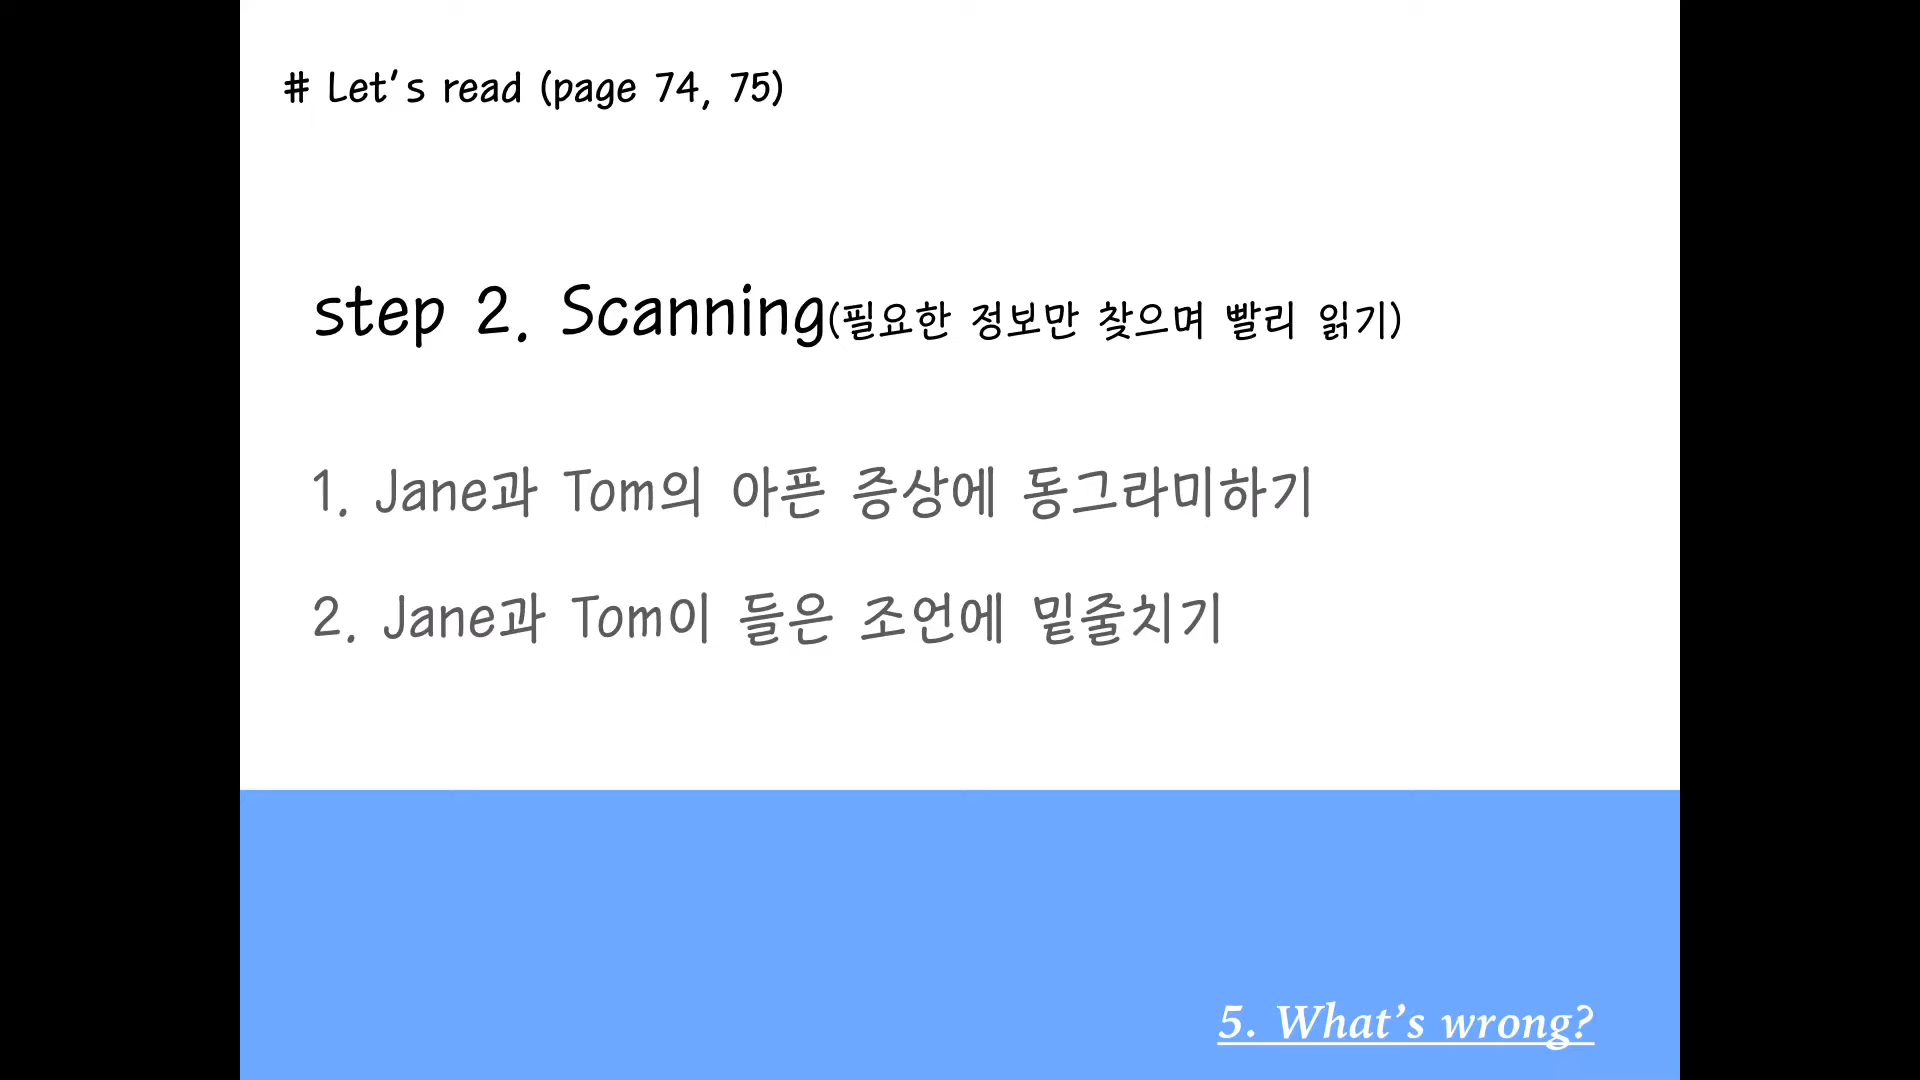 # Let's read (page 74, 75)
step 2. Scanning(필요한 정보만 찾으며 빨리 읽기)
1. Jane과 Tom의 아픈 증상에 동그라미하기
2. Jane과 Tom이 들은 조언에 밑줄치기
5. What's wrong?